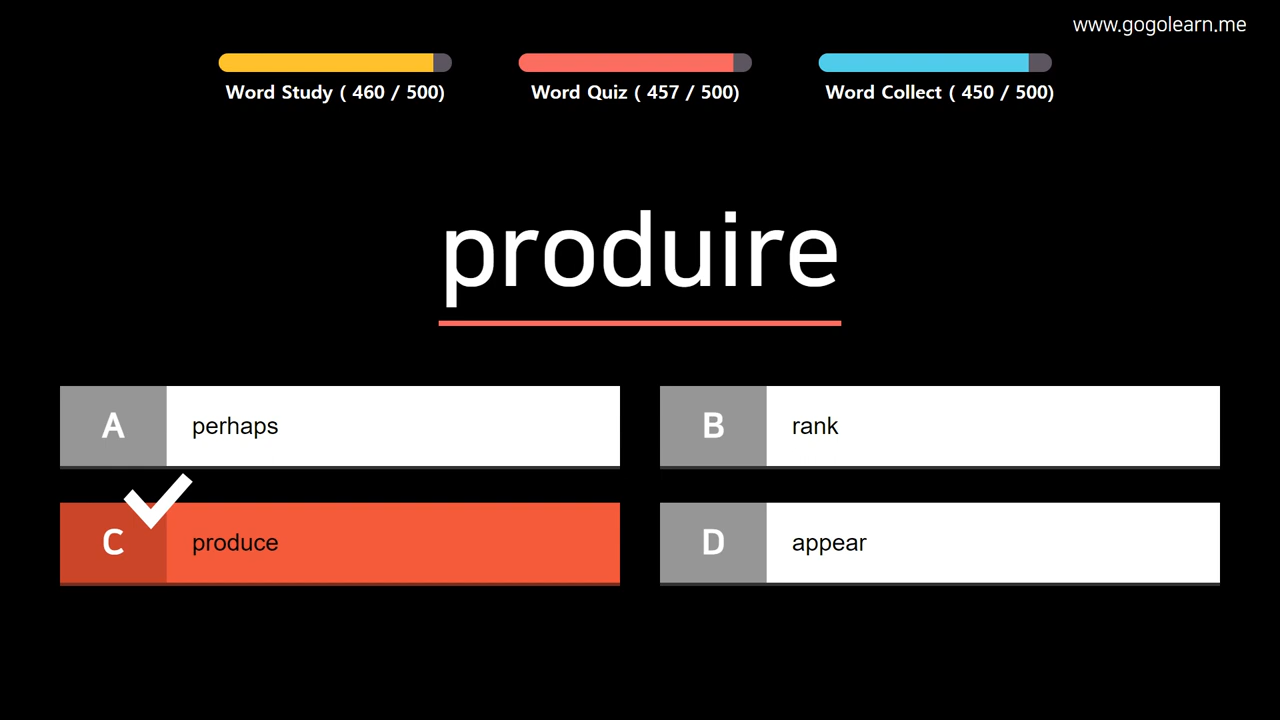 www.gogolearn.me
Word Study ( 460 / 500)
Word Quiz ( 457 / 500)
Word Collect ( 450 / 500)
produire
A perhaps
B rank
C produce
D appear